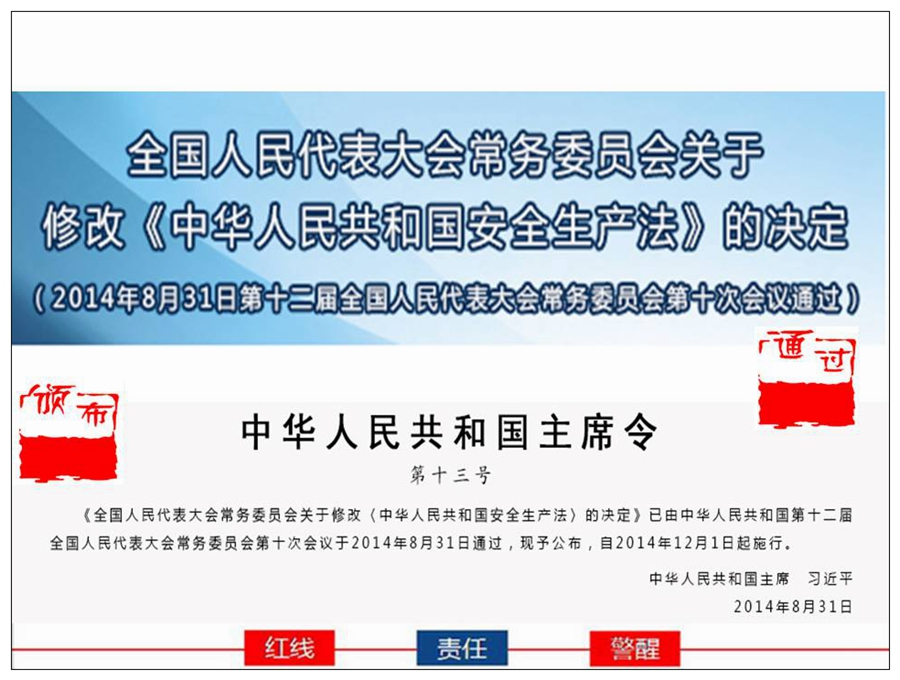 全国人民代表大会常务委员会关于
修改《中华人民共和国安全生产法》的决定
（2014年8月31日第十二届全国人民代表大会常务委员会第十次会议通过）
通过
颁布
中华人民共和国主席令
第十三号
《全国人民代表大会常务委员会关于修改〈中华人民共和国安全生产法〉的决定》已由中华人民共和国第十二届
全国人民代表大会常务委员会第十次会议于2014年8月31日通过，现予公布，自2014年12月1日起施行。
中华人民共和国主席 习近平
2014年8月31日
红线 责任 警醒